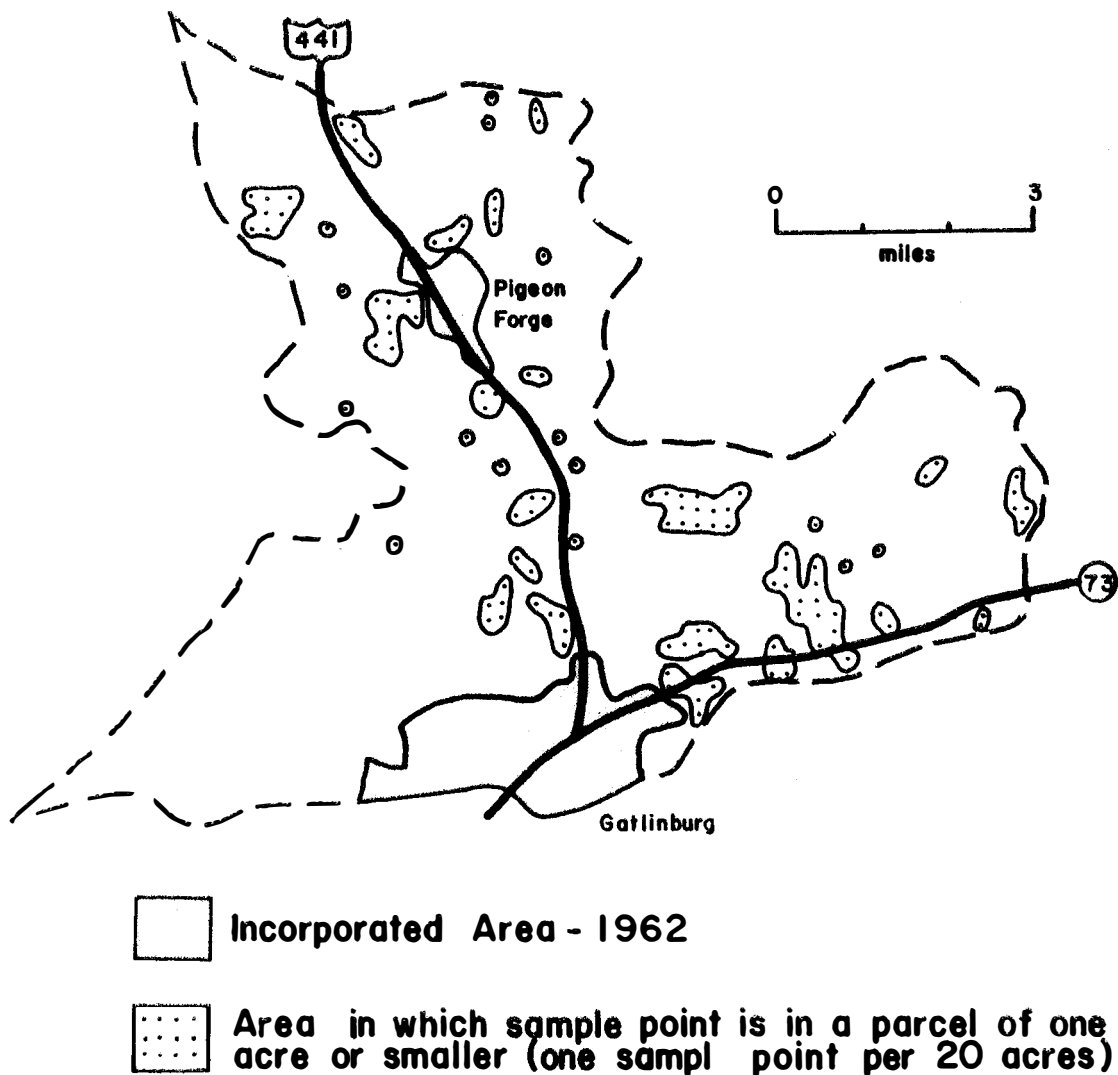 441
0 3
miles
Pigeon
Forge
73
Gatlinburg
Incorporated Area - 1962
Area in which sample point is in a parcel of one
acre or smaller (one sampl point per 20 acres)